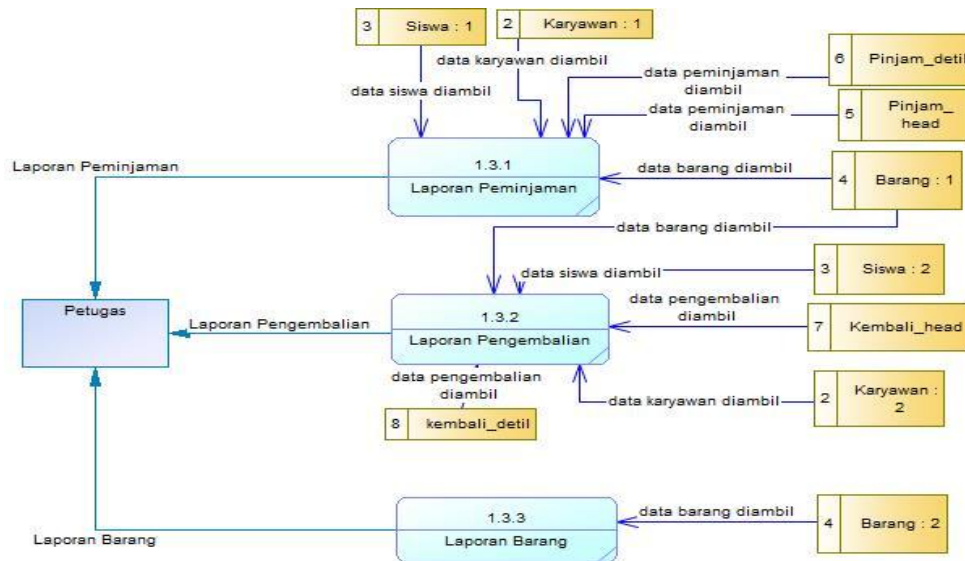 3 Siswa : 1
2 Karyawan : 1
data karyawan diambil
data siswa diambil
data peminjaman
diambil
6 Pinjam_detil
data peminjaman
diambil
5 Pinjam_
head
Laporan Peminjaman
1.3.1
Laporan Peminjaman
data barang diambil
4 Barang : 1
data barang diambil
data siswa diambil
3 Siswa : 2
Petugas
Laporan Pengembalian
1.3.2
Laporan Pengembalian
data pengembalian
diambil
7 Kembali_head
data pengembalian
diambil
8 kembali_detil
data karyawan diambil
2 Karyawan :
2
1.3.3
Laporan Barang
data barang diambil
4 Barang : 2
Laporan Barang